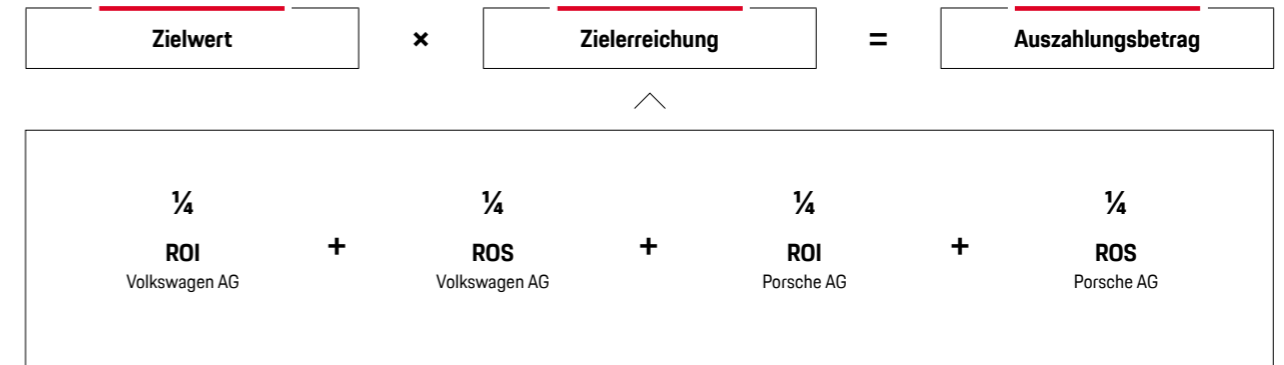 Zielwert × Zielerreichung = Auszahlungsbetrag
¼ ¼ ¼ ¼
ROI + ROS + ROI + ROS
Volkswagen AG Volkswagen AG Porsche AG Porsche AG